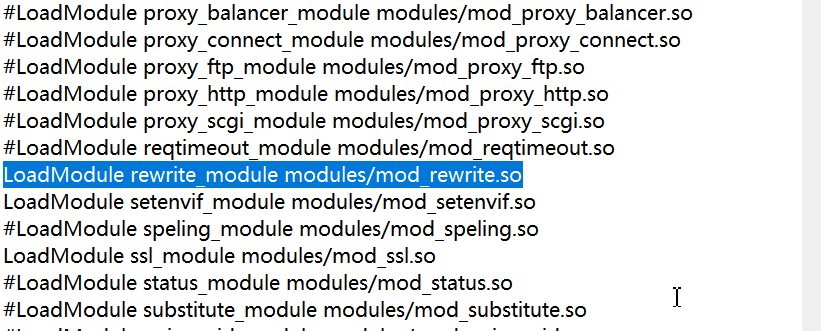 #LoadModule proxy_balancer_module modules/mod_proxy_balancer.so
#LoadModule proxy_connect_module modules/mod_proxy_connect.so
#LoadModule proxy_ftp_module modules/mod_proxy_ftp.so
#LoadModule proxy_http_module modules/mod_proxy_http.so
#LoadModule proxy_scgi_module modules/mod_proxy_scgi.so
#LoadModule reqtimeout_module modules/mod_reqtimeout.so
LoadModule rewrite_module modules/mod_rewrite.so
LoadModule setenvif_module modules/mod_setenvif.so
#LoadModule speling_module modules/mod_speling.so
LoadModule ssl_module modules/mod_ssl.so
#LoadModule status_module modules/mod_status.so
#LoadModule substitute_module modules/mod_substitute.so